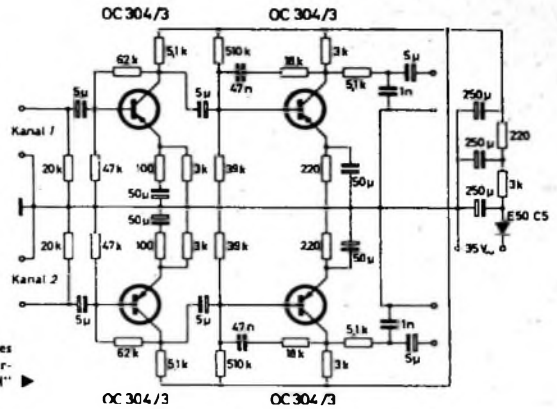 OC 304/3 OC 304/3
5,1k 510k 3k
62k 18k 5µ
47n 5,1k
5µ 5µ 1n 250µ
Kanal 1 220
250µ
20k 47k 100 3k 39k 220 50µ 3k
50µ 250µ E50 C5
50µ 35V~
20k 47k 100 3k 39k 220 50µ
Kanal 2
5µ 5µ 1n
47n 5,1k
62k 18k 5µ
5,1k 510k 3k
OC 304/3 OC 304/3